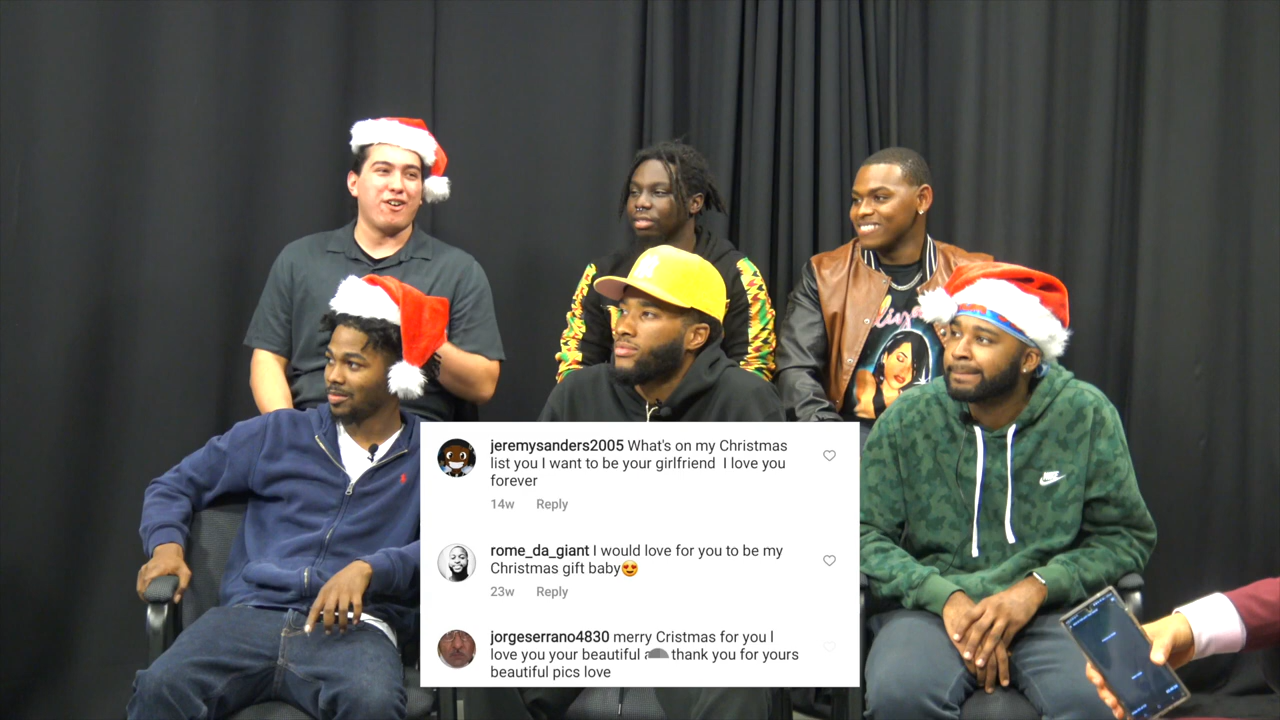 jeremysanders2005 What's on my Christmas
list you I want to be your girlfriend I love you
forever
14w Reply
rome_da_giant I would love for you to be my
Christmas gift baby😍
23w Reply
jorgeserrano4830 merry Cristmas for you I
love you your beautiful a thank you for yours
beautiful pics love